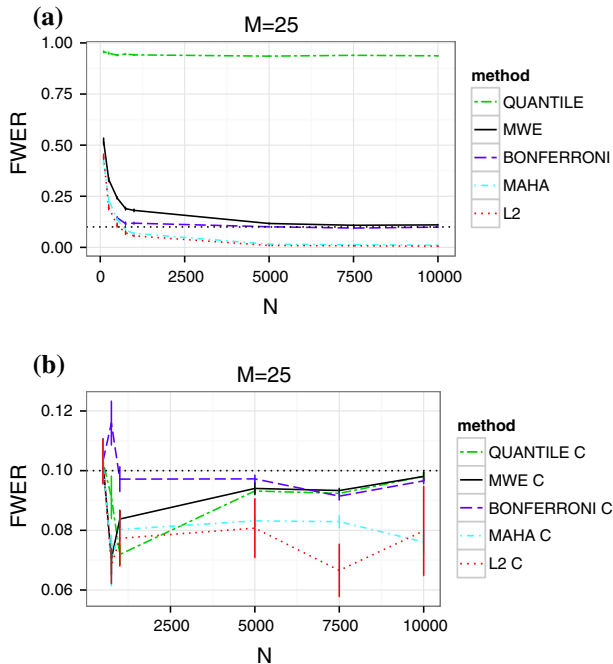 (a)
M=25
FWER
1.00
0.75
0.50
0.25
0.00
0
2500
5000
7500
10000
N
method
QUANTILE
MWE
BONFERRONI
MAHA
L2
(b)
M=25
FWER
0.12
0.10
0.08
0.06
2500
5000
7500
10000
N
method
QUANTILE C
MWE C
BONFERRONI C
MAHA C
L2 C